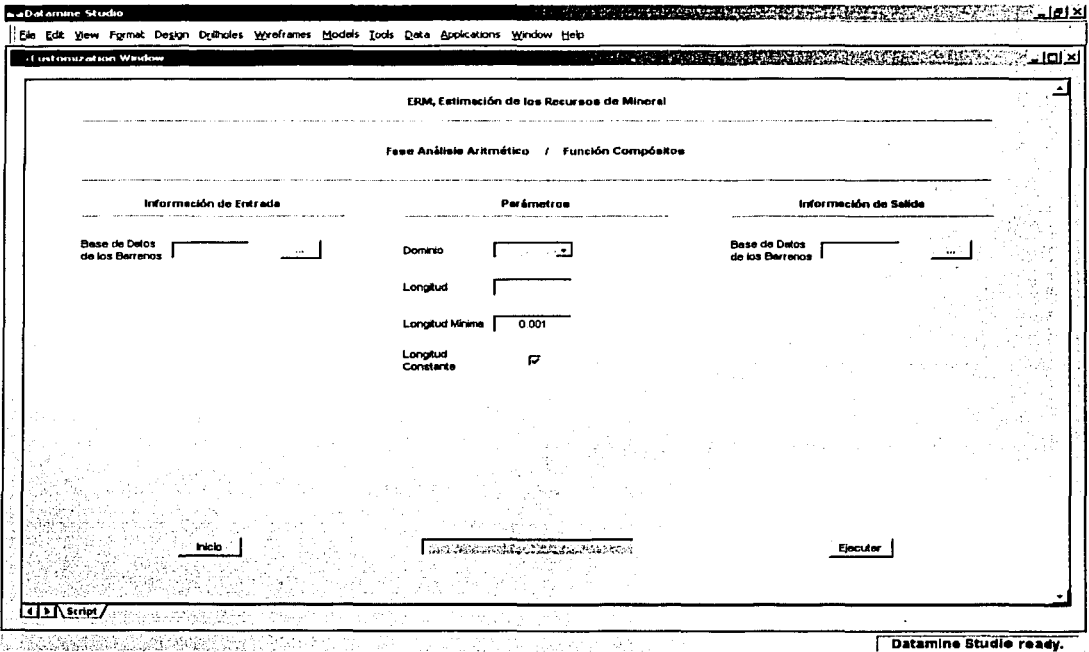 Datamine Studio
File Edit View Format Design Drillholes Wireframes Models Tools Data Applications Window Help
Customization Window
ERM, Estimación de los Recursos de Mineral
Fase Análisis Aritmético / Función Compósitos
Información de Entrada
Parámetros
Información de Salida
Base de Datos
de los Barrenos
...
Dominio
Base de Datos
de los Barrenos
...
Longitud
Longitud Mínima 0.001
Longitud
Constante
Inicio
Ejecutar
Script
Datamine Studio ready.